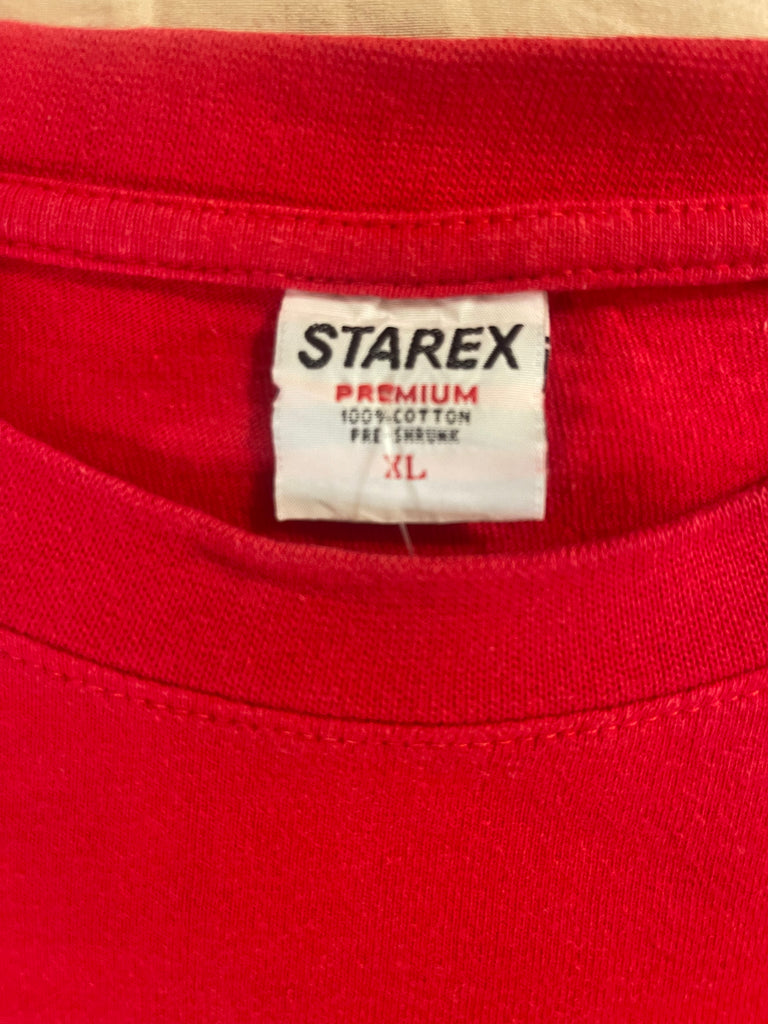 STAREX
PREMIUM
100% COTTON
PRE-SHRUNK
XL